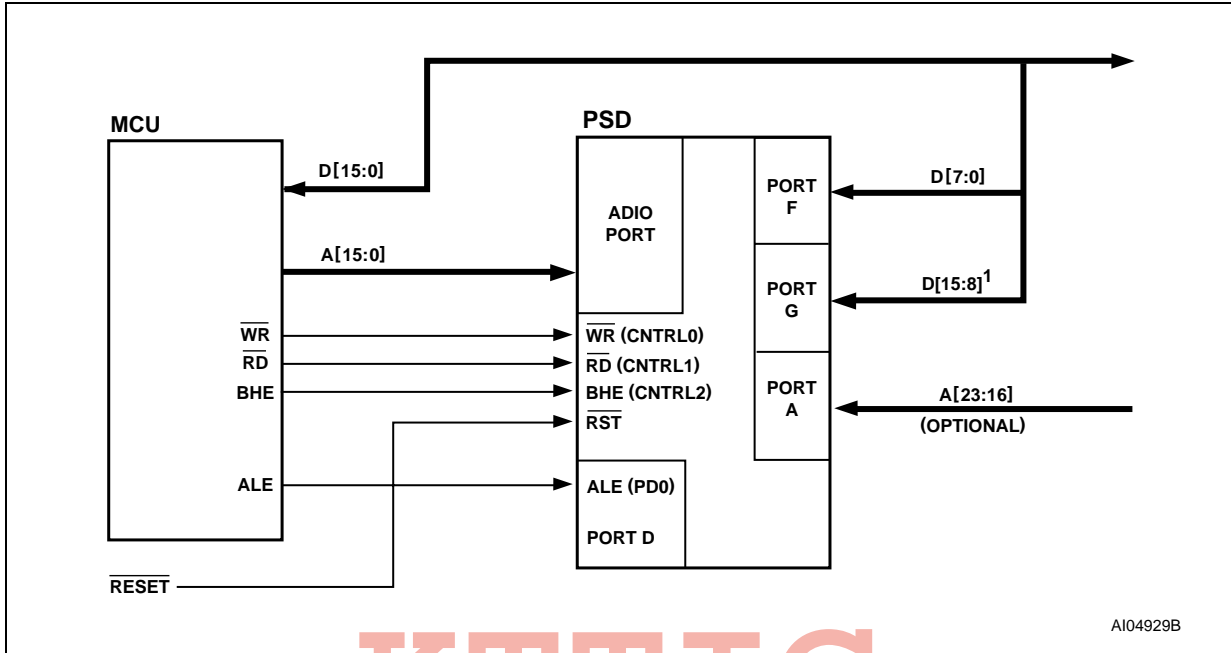 MCU
PSD
D[15:0]
A[15:0]
WR
RD
BHE
ALE
RESET
ADIO
PORT
WR (CNTRL0)
RD (CNTRL1)
BHE (CNTRL2)
RST
ALE (PD0)
PORT D
PORT
F
PORT
G
PORT
A
D[7:0]
D[15:8]1
A[23:16]
(OPTIONAL)
AI04929B